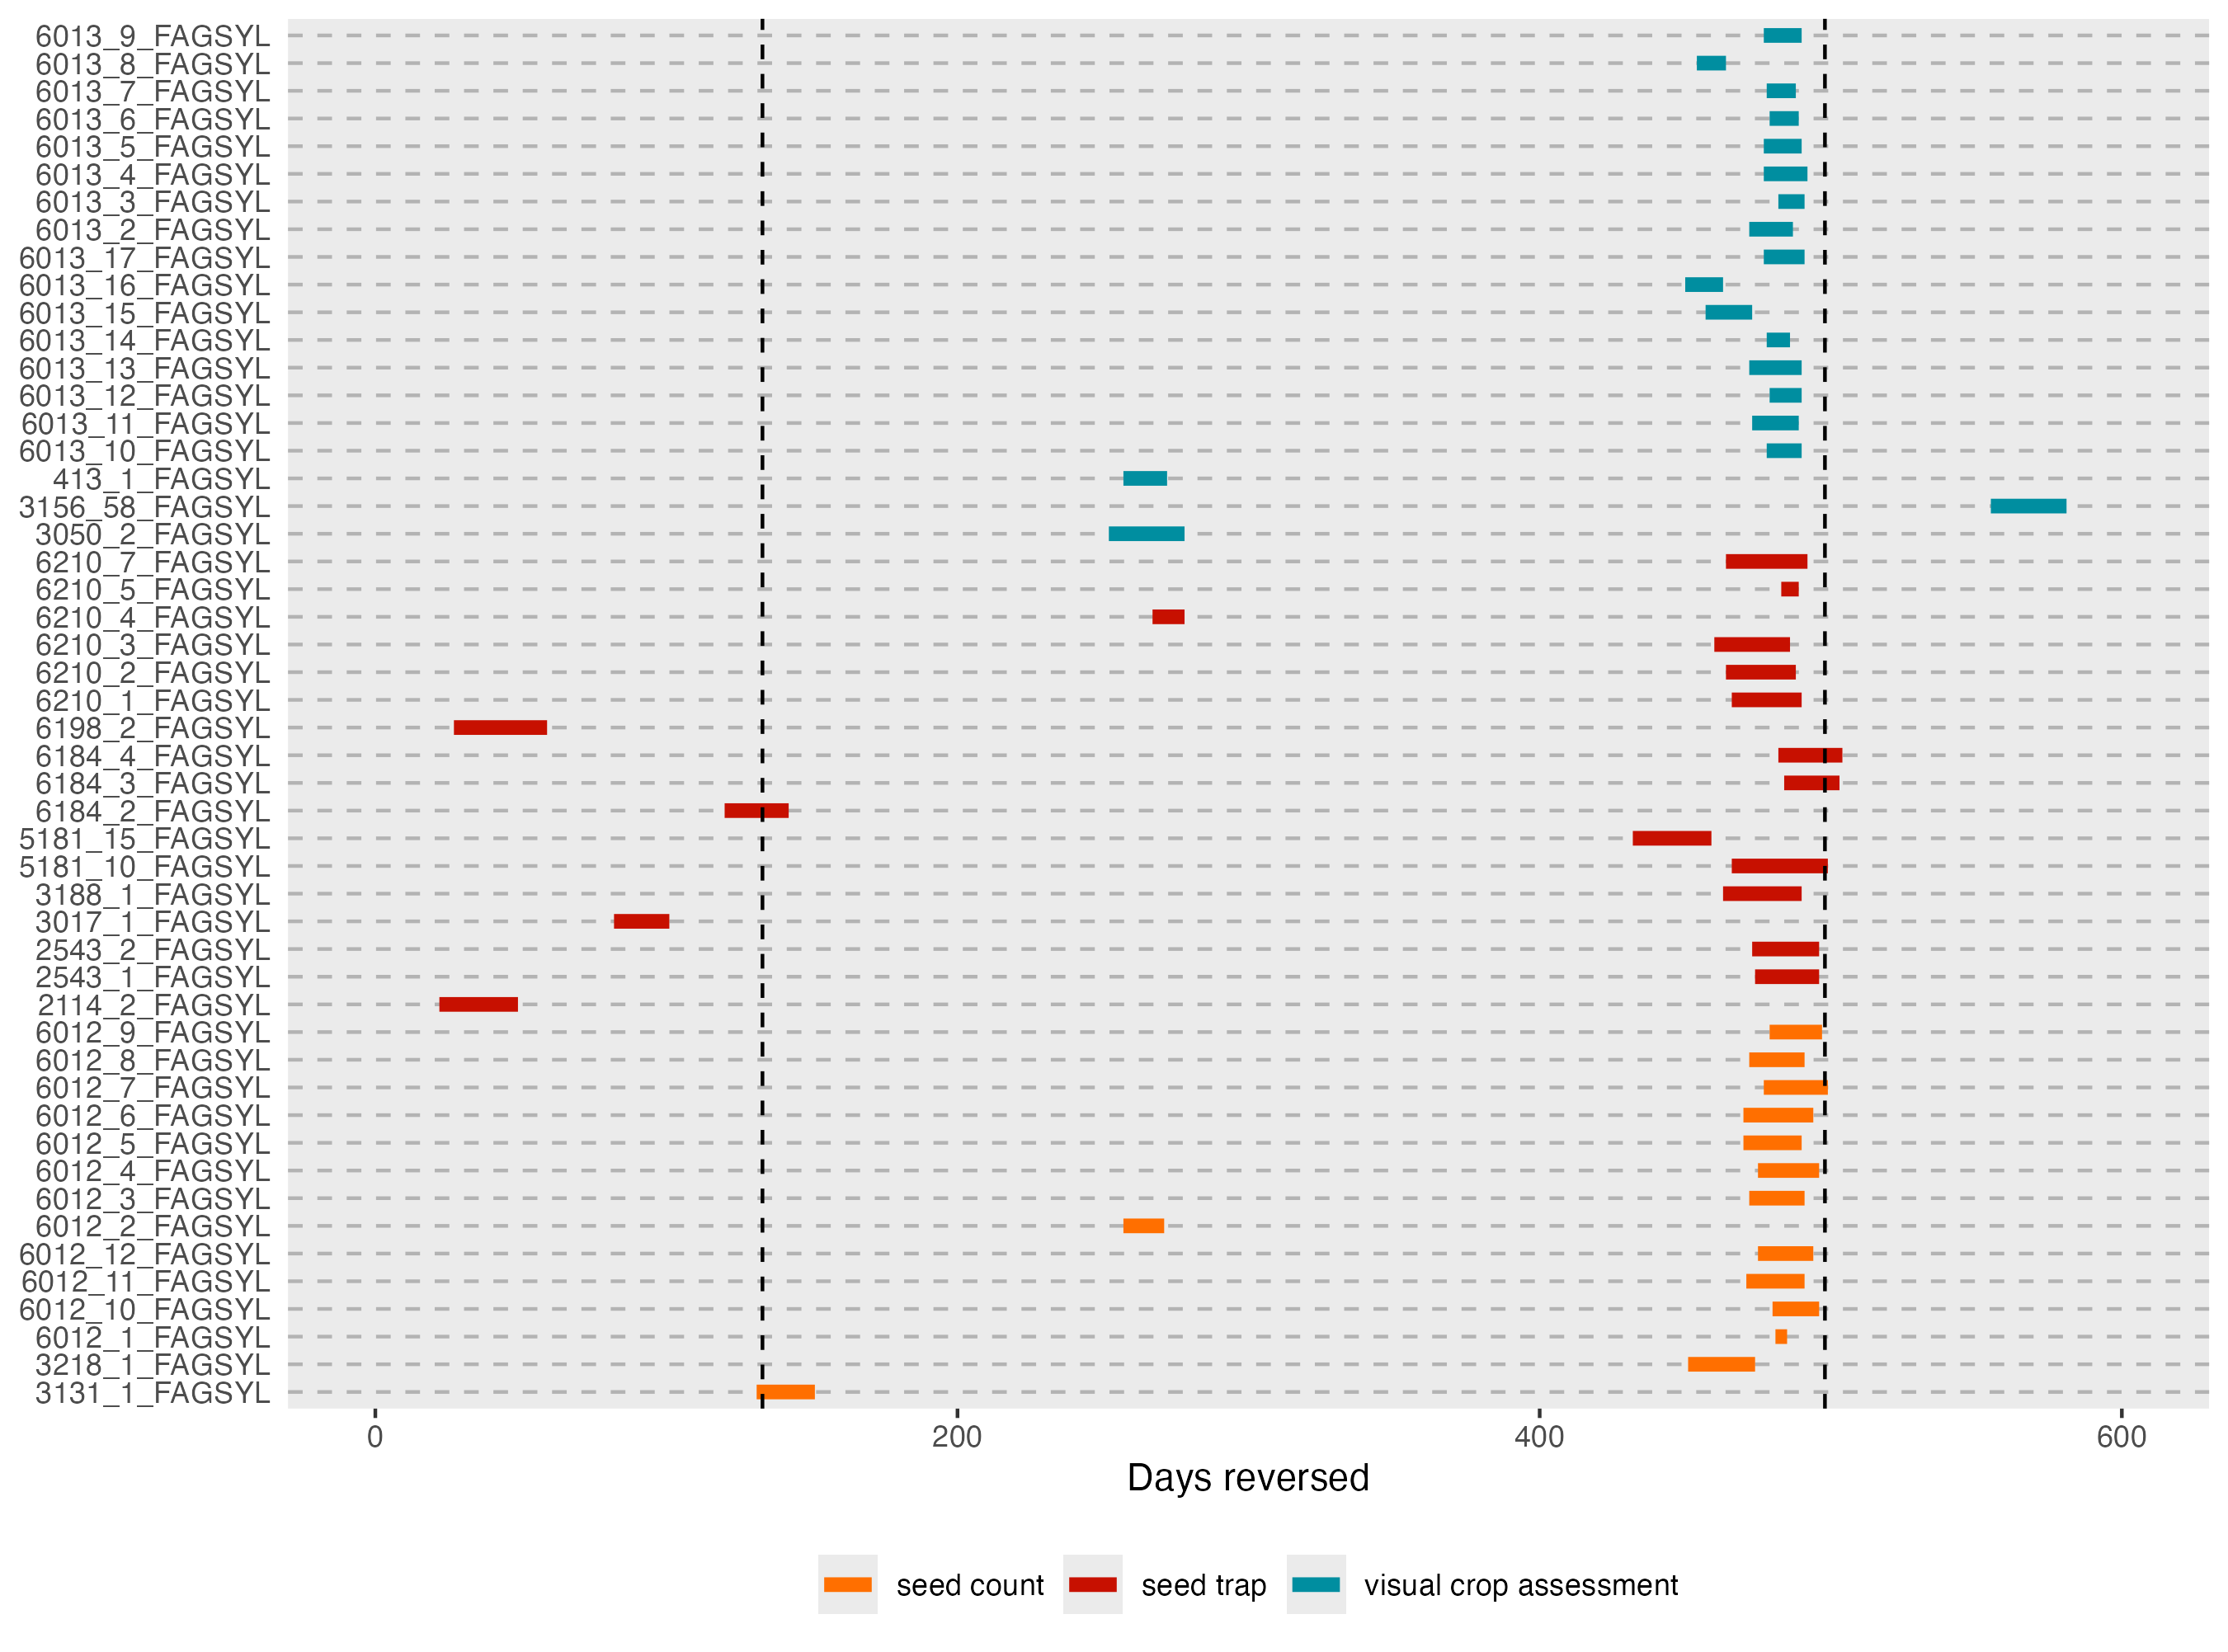 6013_9_FAGSYL
6013_8_FAGSYL
6013_7_FAGSYL
6013_6_FAGSYL
6013_5_FAGSYL
6013_4_FAGSYL
6013_3_FAGSYL
6013_2_FAGSYL
6013_17_FAGSYL
6013_16_FAGSYL
6013_15_FAGSYL
6013_14_FAGSYL
6013_13_FAGSYL
6013_12_FAGSYL
6013_11_FAGSYL
6013_10_FAGSYL
413_1_FAGSYL
3156_58_FAGSYL
3050_2_FAGSYL
6210_7_FAGSYL
6210_5_FAGSYL
6210_4_FAGSYL
6210_3_FAGSYL
6210_2_FAGSYL
6210_1_FAGSYL
6198_2_FAGSYL
6184_4_FAGSYL
6184_3_FAGSYL
6184_2_FAGSYL
5181_15_FAGSYL
5181_10_FAGSYL
3188_1_FAGSYL
3017_1_FAGSYL
2543_2_FAGSYL
2543_1_FAGSYL
2114_2_FAGSYL
6012_9_FAGSYL
6012_8_FAGSYL
6012_7_FAGSYL
6012_6_FAGSYL
6012_5_FAGSYL
6012_4_FAGSYL
6012_3_FAGSYL
6012_2_FAGSYL
6012_12_FAGSYL
6012_11_FAGSYL
6012_10_FAGSYL
6012_1_FAGSYL
3218_1_FAGSYL
3131_1_FAGSYL
0 200 400 600
Days reversed
seed count seed trap visual crop assessment